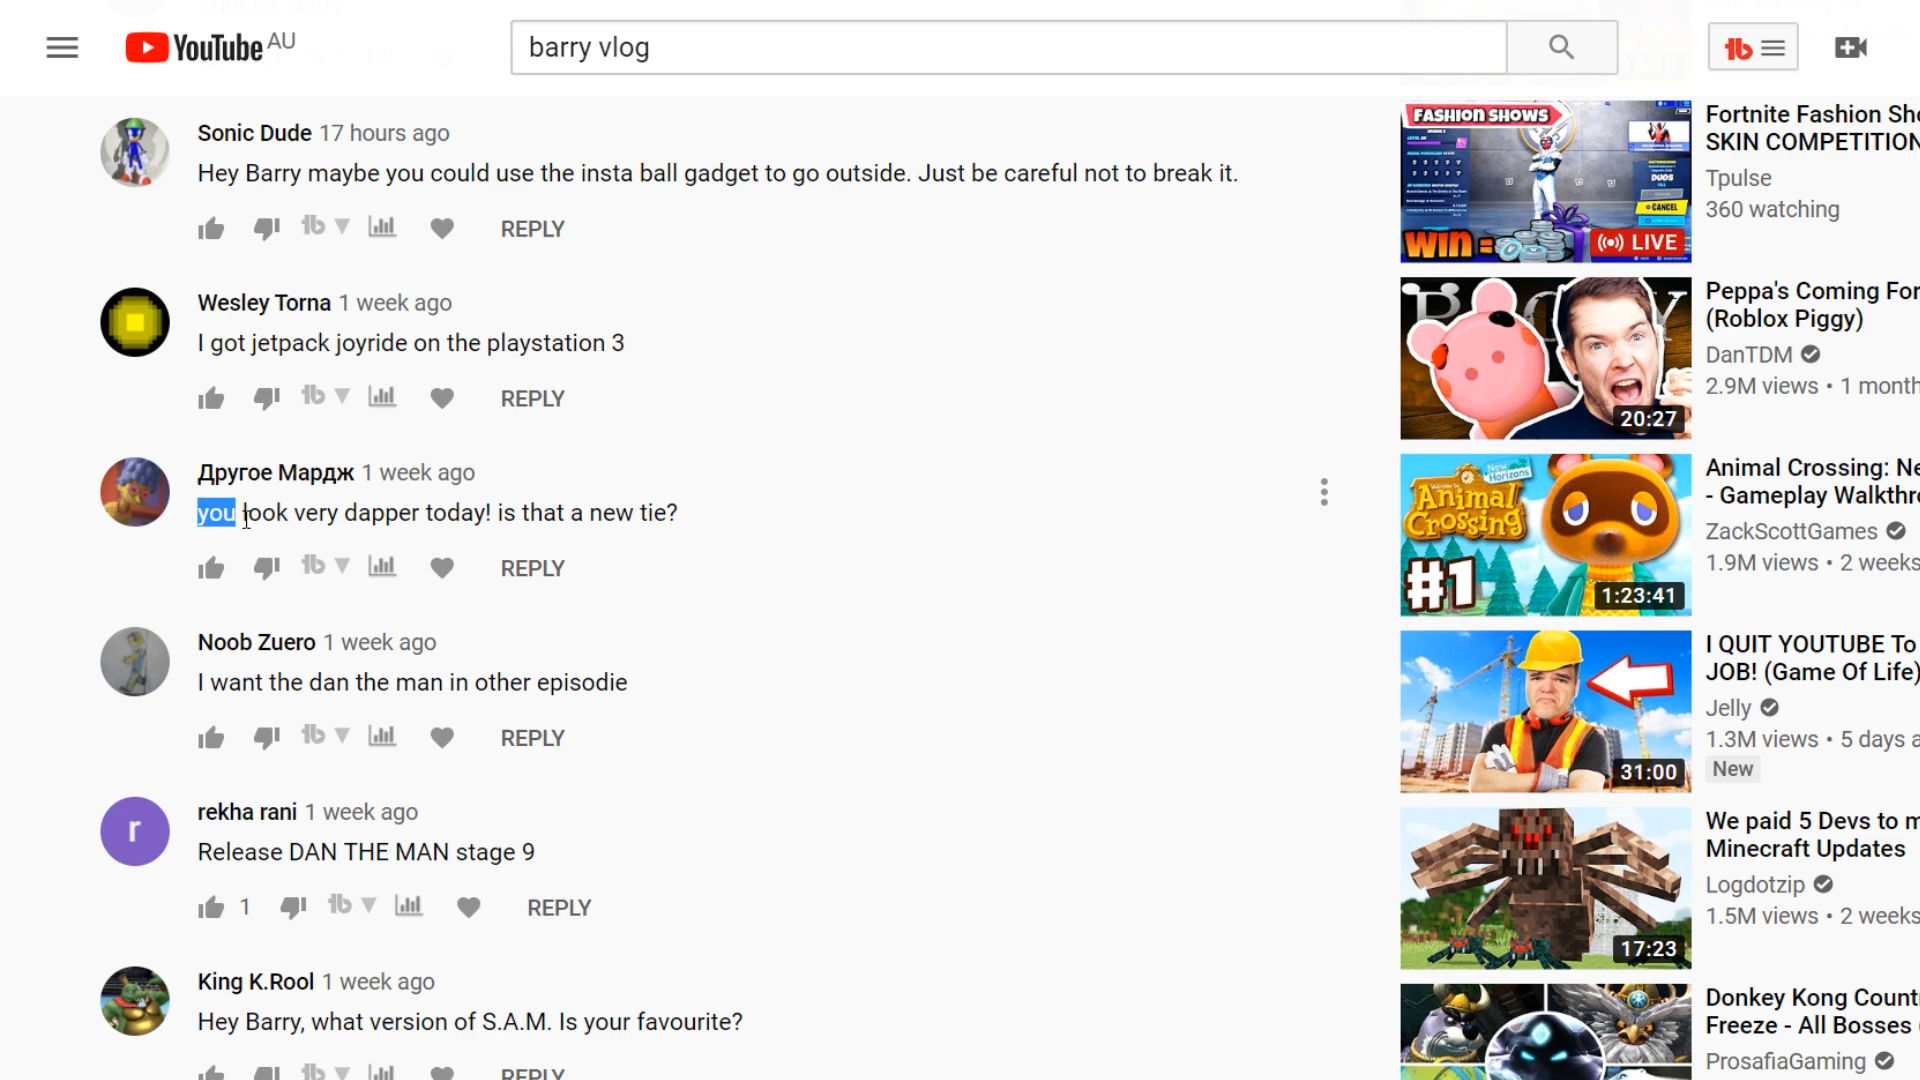 YouTube AU
barry vlog
tb
Sonic Dude 17 hours ago
Hey Barry maybe you could use the insta ball gadget to go outside. Just be careful not to break it.
REPLY
Wesley Torna 1 week ago
I got jetpack joyride on the playstation 3
REPLY
Другое Мардж 1 week ago
you look very dapper today! is that a new tie?
REPLY
Noob Zuero 1 week ago
I want the dan the man in other episodie
REPLY
r
rekha rani 1 week ago
Release DAN THE MAN stage 9
1 REPLY
King K.Rool 1 week ago
Hey Barry, what version of S.A.M. Is your favourite?
REPLY
FASHION SHOWS
DUOS
CANCEL
WIN =
LIVE
Fortnite Fashion Sho
SKIN COMPETITION
Tpulse
360 watching
20:27
Peppa's Coming For
(Roblox Piggy)
DanTDM
2.9M views • 1 month
New Horizons
Animal
Crossing
#1
1:23:41
Animal Crossing: Ne
- Gameplay Walkthro
ZackScottGames
1.9M views • 2 weeks
31:00
I QUIT YOUTUBE To
JOB! (Game Of Life)
Jelly
1.3M views • 5 days a
New
17:23
We paid 5 Devs to m
Minecraft Updates
Logdotzip
1.5M views • 2 weeks
Donkey Kong Count
Freeze - All Bosses
ProsafiaGaming